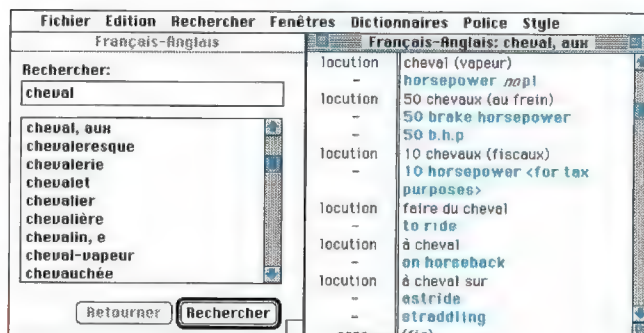 Fichier Edition Rechercher Fenêtres Dictionnaires Police Style
Français-Anglais
Rechercher:
cheval
cheval, aux
chevaleresque
chevalerie
chevalet
chevalier
chevalière
chevalin, e
cheval-vapeur
chevauchée
Retourner Rechercher
Français-Anglais: cheval, aux
locution cheval (vapeur)
- horsepower nopl
locution 50 chevaux (au frein)
- 50 brake horsepower
- 50 b.h.p
locution 10 chevaux (fiscaux)
- 10 horsepower <for tax
purposes>
locution faire du cheval
- to ride
locution à cheval
- on horseback
locution à cheval sur
- astride
- straddling